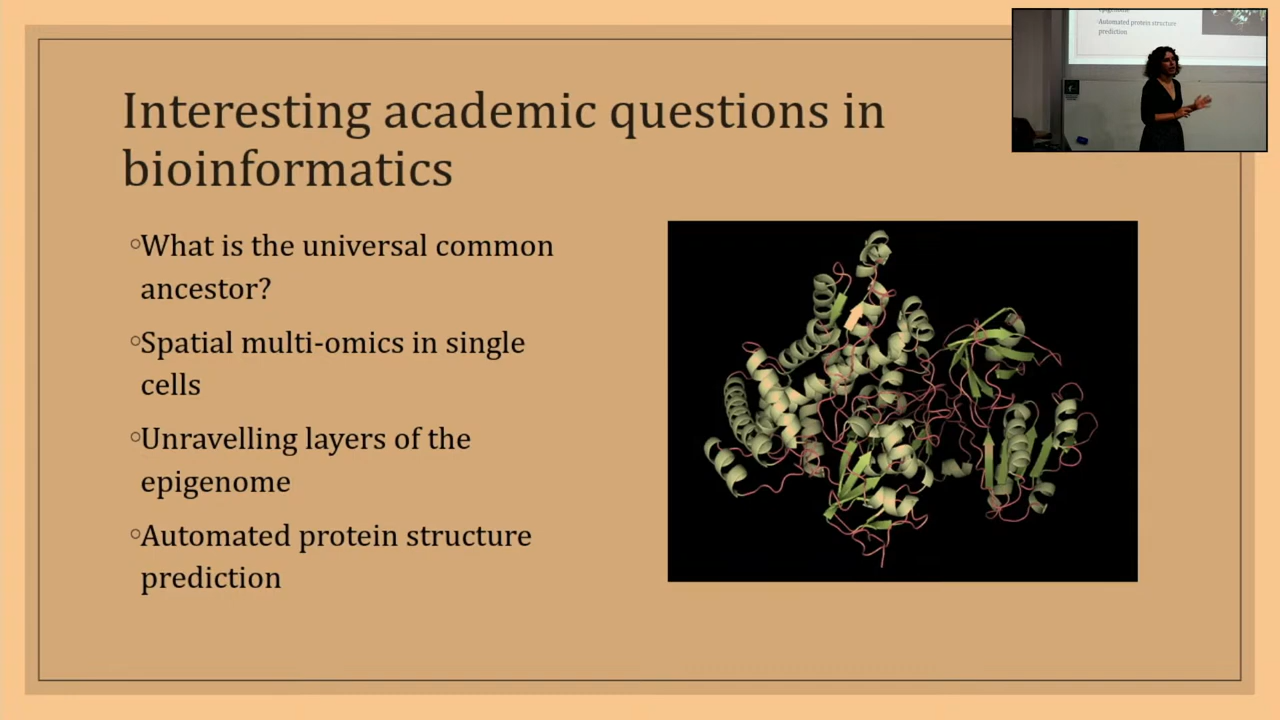 Interesting academic questions in
bioinformatics
◦What is the universal common
ancestor?
◦Spatial multi-omics in single
cells
◦Unravelling layers of the
epigenome
◦Automated protein structure
prediction
Automated protein structure
prediction